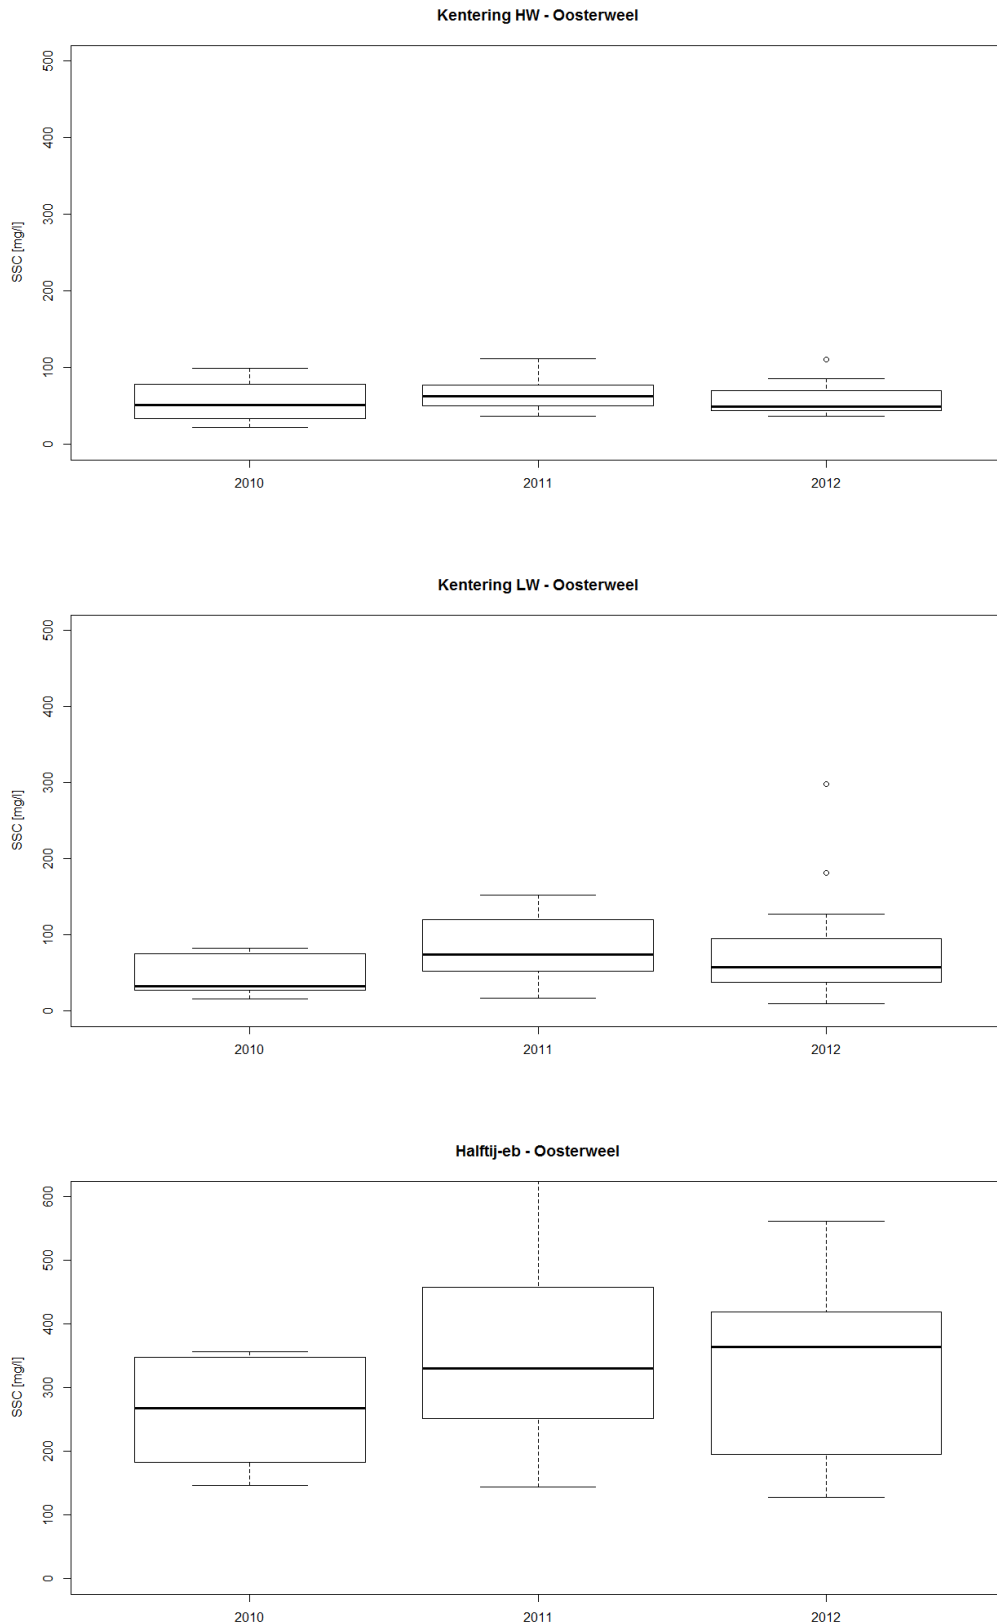 Kentering HW - Oosterweel
500
400
300
200
100
0
SSC [mg/l]
2010 2011 2012
Kentering LW - Oosterweel
500
400
300
200
100
0
SSC [mg/l]
2010 2011 2012
Halftij-eb - Oosterweel
600
500
400
300
200
100
0
SSC [mg/l]
2010 2011 2012